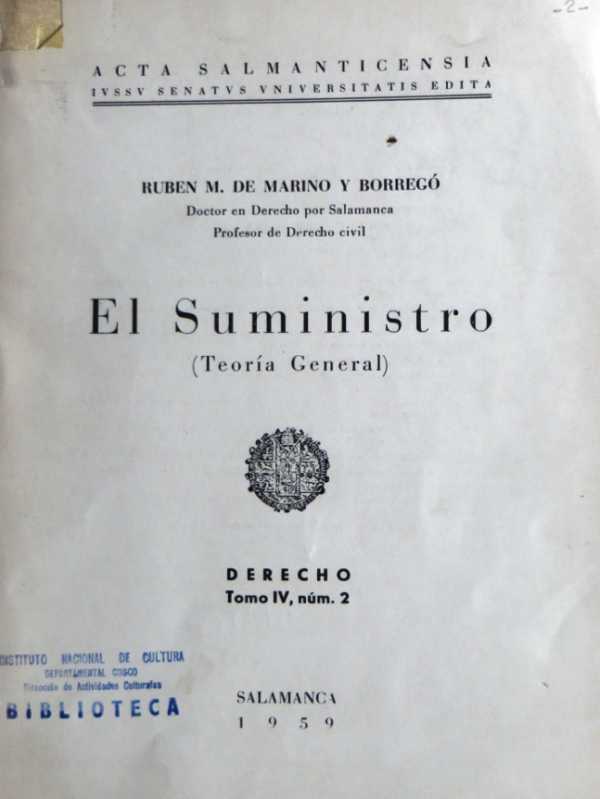 -2-
ACTA SALMANTICENSIA
IVSSV SENATVS VNIVERSITATIS EDITA
RUBEN M. DE MARINO Y BORREGÓ
Doctor en Derecho por Salamanca
Profesor de Derecho civil
El Suministro
(Teoría General)
DERECHO
Tomo IV, núm. 2
INSTITUTO NACIONAL DE CULTURA
DEPARTAMENTAL CUSCO
Dirección de Actividades Culturales
BIBLIOTECA
SALAMANCA
1959